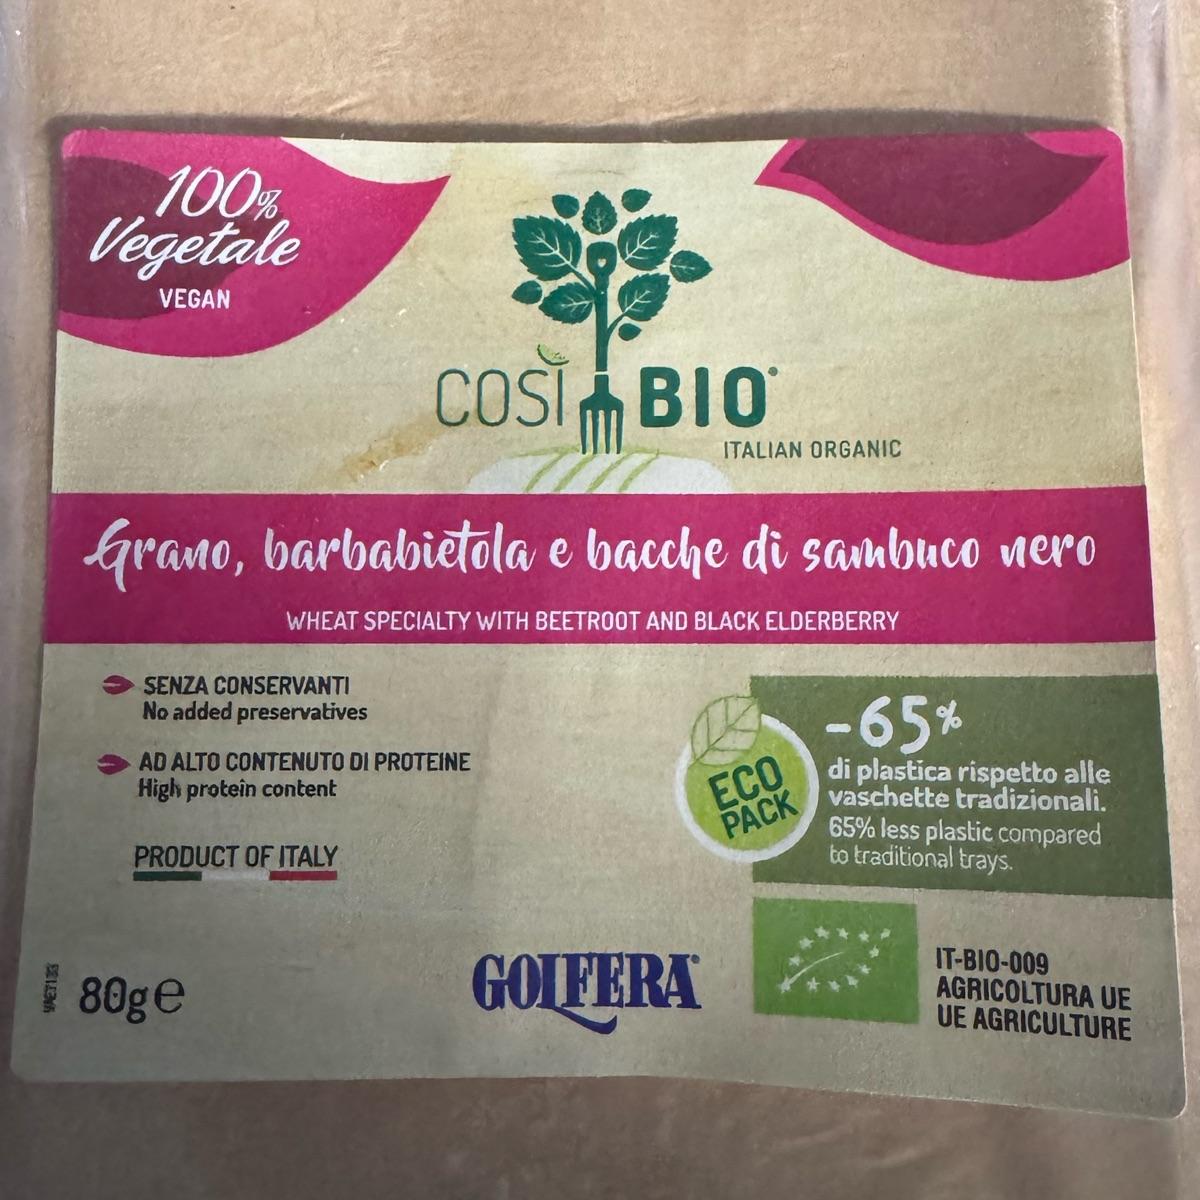 100%
Vegetale
VEGAN
COSÌ BIO®
ITALIAN ORGANIC
Grano, barbabietola e bacche di sambuco nero
WHEAT SPECIALTY WITH BEETROOT AND BLACK ELDERBERRY
SENZA CONSERVANTI
No added preservatives
AD ALTO CONTENUTO DI PROTEINE
High protein content
PRODUCT OF ITALY
ECO
PACK
-65%
di plastica rispetto alle
vaschette tradizionali.
65% less plastic compared
to traditional trays.
80g e
GOLFERA®
IT-BIO-009
AGRICOLTURA UE
UE AGRICULTURE